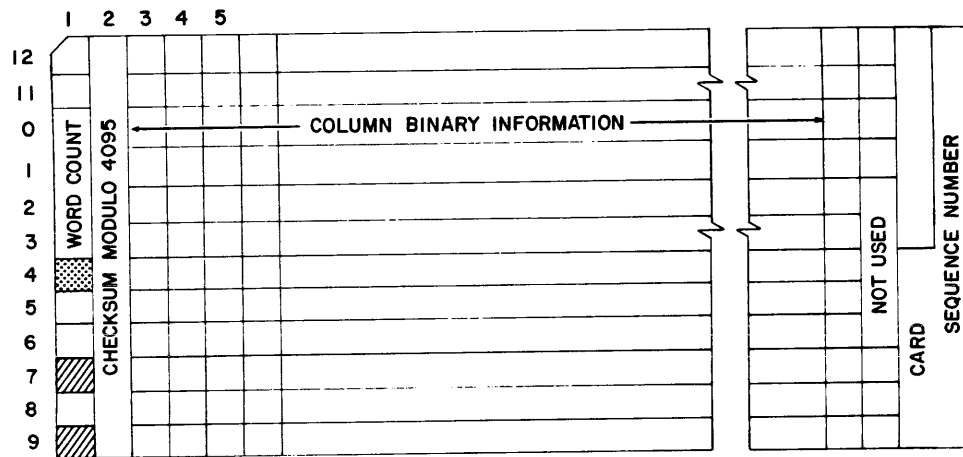 1 2 3 4 5
12
11
0
1
2
3
4
5
6
7
8
9
WORD COUNT
CHECKSUM MODULO 4095
COLUMN BINARY INFORMATION
NOT USED
CARD
SEQUENCE NUMBER